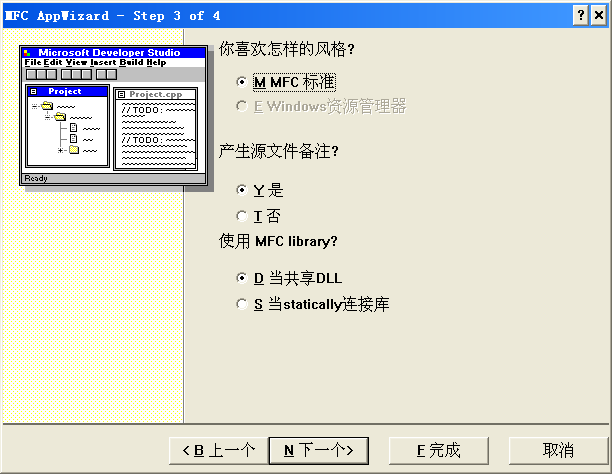 MFC AppWizard - Step 3 of 4
Microsoft Developer Studio
File Edit View Insert Build Help
Project
Project.cpp
//TODO:
//TODO:
Ready
你喜欢怎样的风格?
M MFC 标准
E Windows资源管理器
产生源文件备注?
Y 是
T 否
使用 MFC library?
D 当共享DLL
S 当statically连接库
< B 上一个
N 下一个>
F 完成
取消